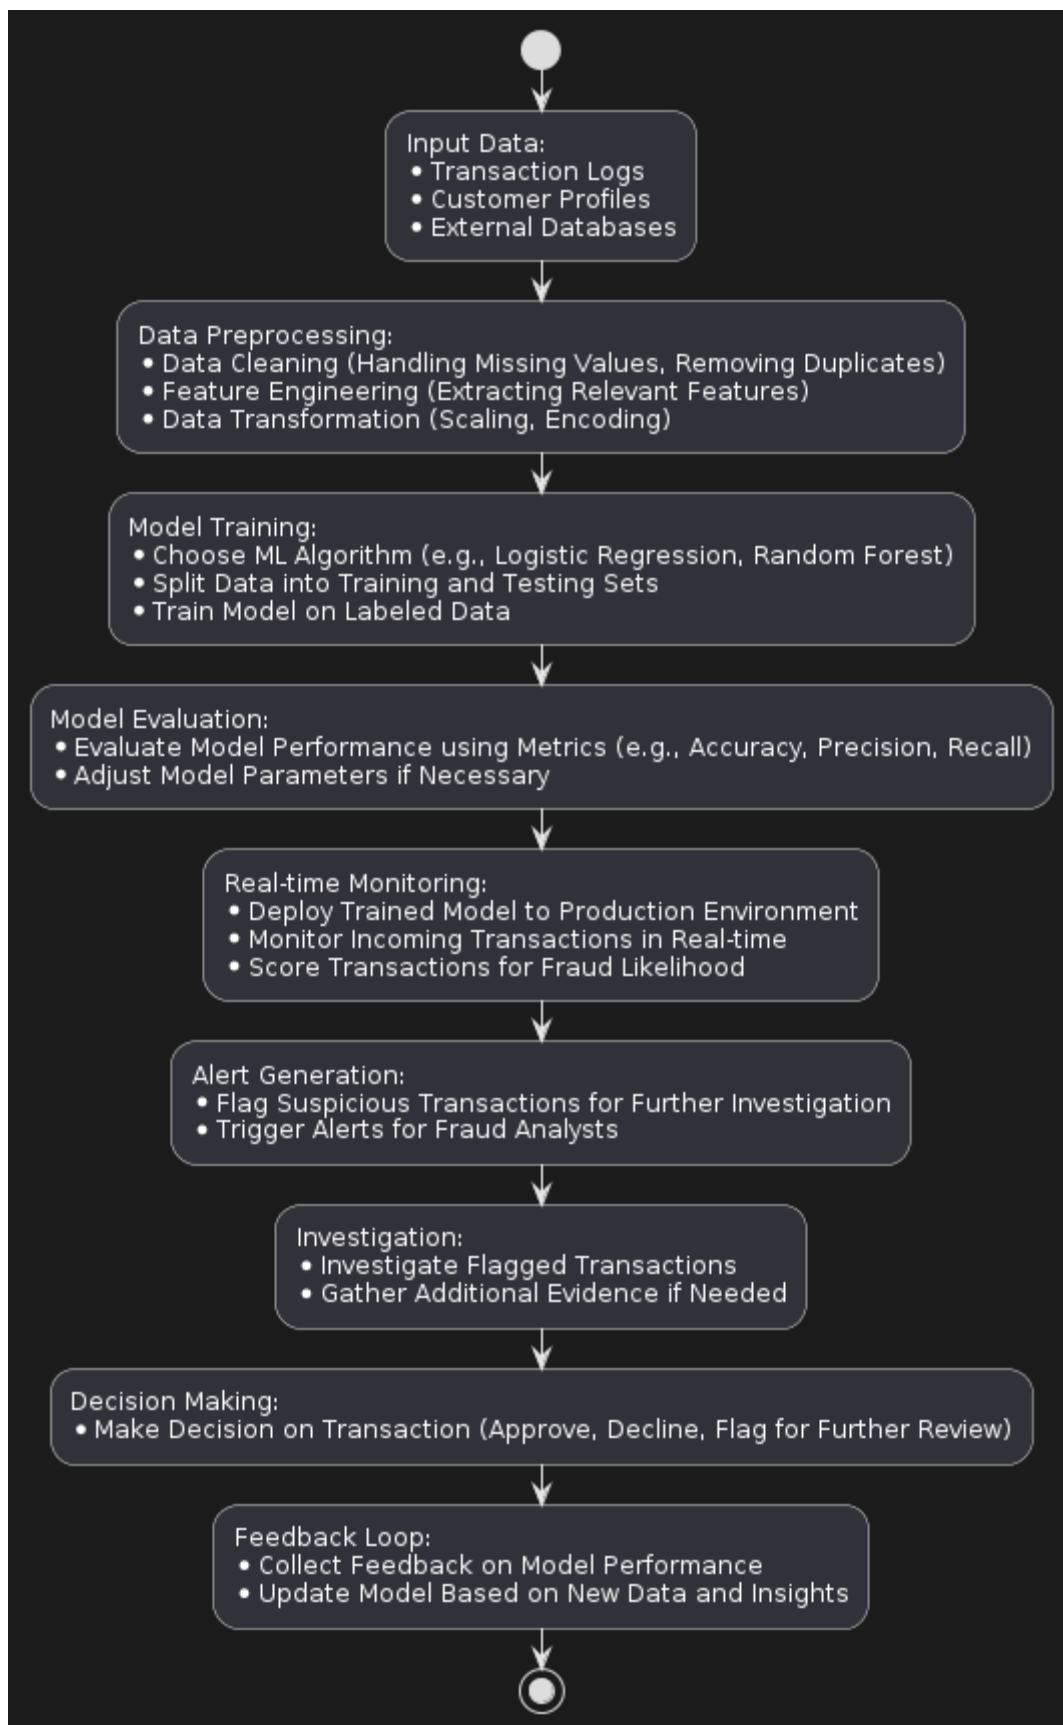 Input Data:
• Transaction Logs
• Customer Profiles
• External Databases
Data Preprocessing:
• Data Cleaning (Handling Missing Values, Removing Duplicates)
• Feature Engineering (Extracting Relevant Features)
• Data Transformation (Scaling, Encoding)
Model Training:
• Choose ML Algorithm (e.g., Logistic Regression, Random Forest)
• Split Data into Training and Testing Sets
• Train Model on Labeled Data
Model Evaluation:
• Evaluate Model Performance using Metrics (e.g., Accuracy, Precision, Recall)
• Adjust Model Parameters if Necessary
Real-time Monitoring:
• Deploy Trained Model to Production Environment
• Monitor Incoming Transactions in Real-time
• Score Transactions for Fraud Likelihood
Alert Generation:
• Flag Suspicious Transactions for Further Investigation
• Trigger Alerts for Fraud Analysts
Investigation:
• Investigate Flagged Transactions
• Gather Additional Evidence if Needed
Decision Making:
• Make Decision on Transaction (Approve, Decline, Flag for Further Review)
Feedback Loop:
• Collect Feedback on Model Performance
• Update Model Based on New Data and Insights